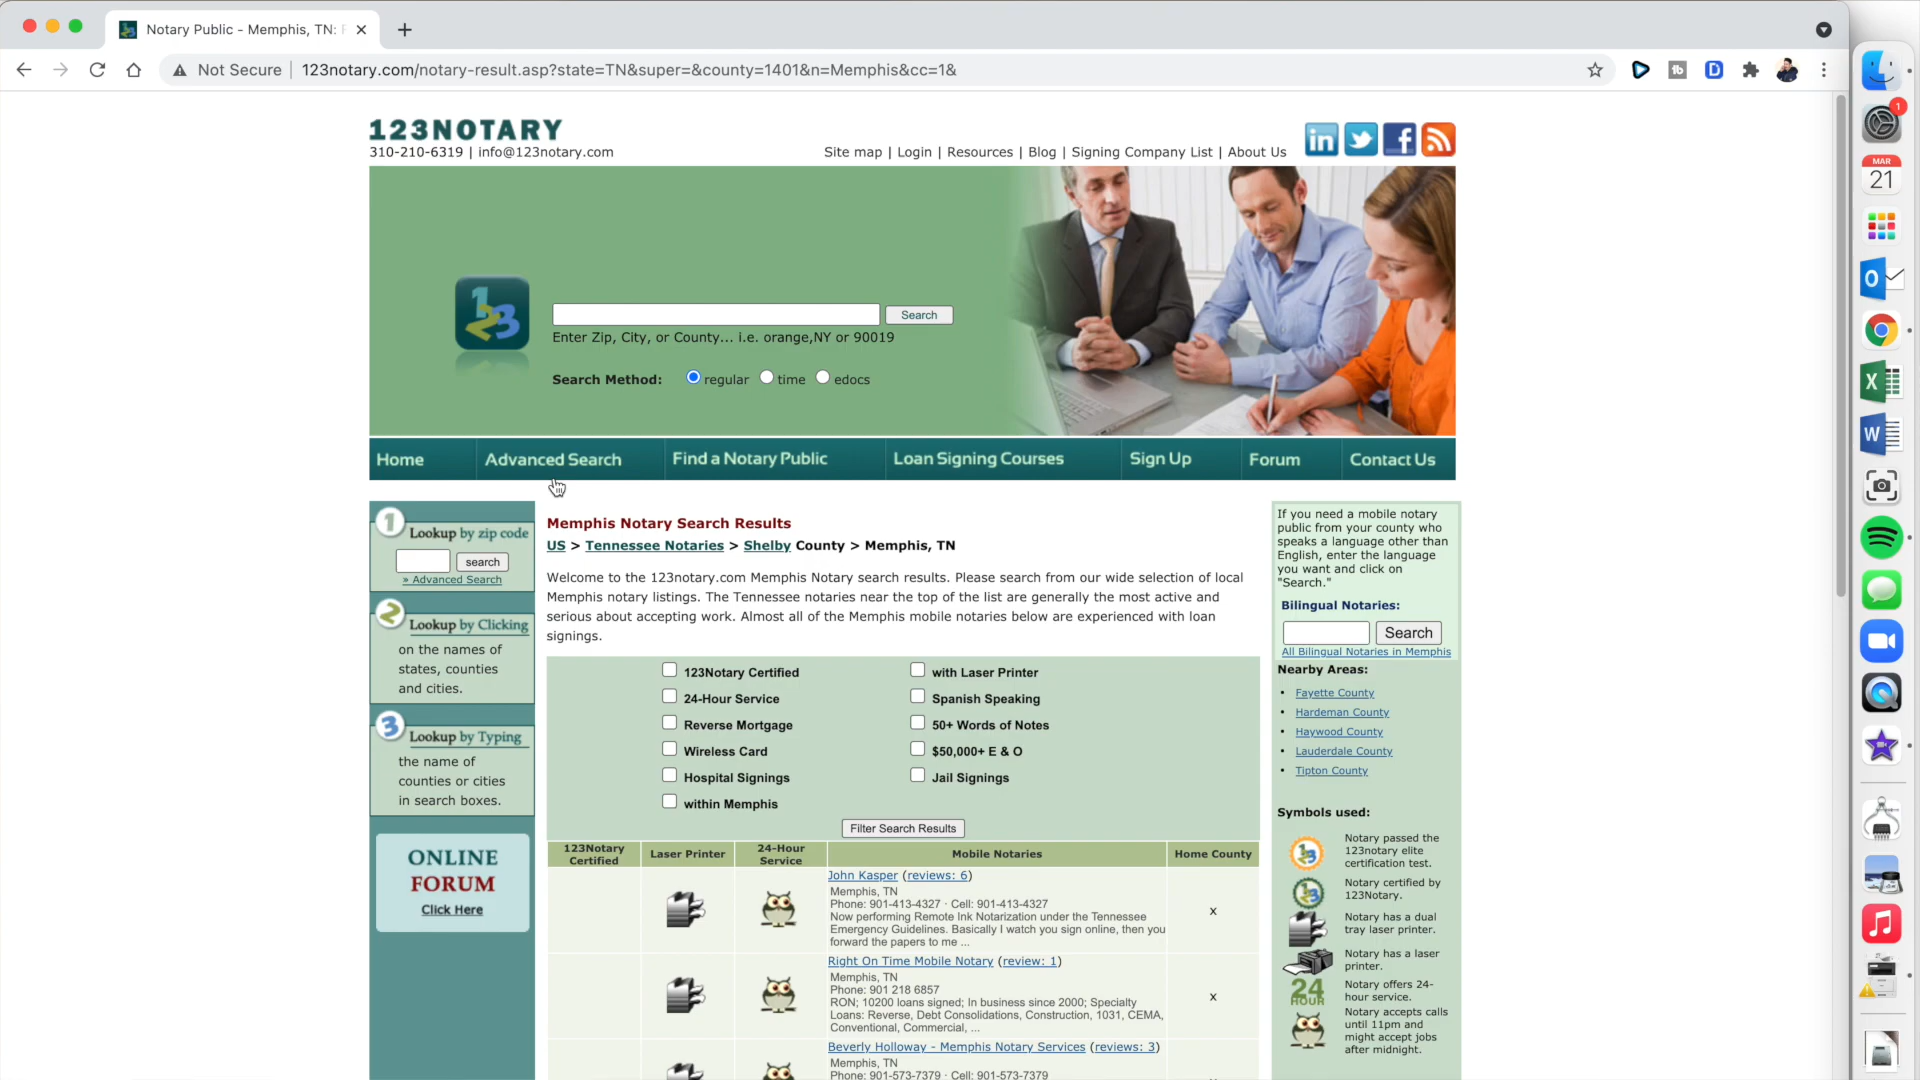 Notary Public - Memphis, TN:
Not Secure
123notary.com/notary-result.asp?state=TN&super=&county=1401&n=Memphis&cc=1&
123NOTARY
310-210-6319 | info@123notary.com
Site map | Login | Resources | Blog | Signing Company List | About Us
Search
Enter Zip, City, or County... i.e. orange,NY or 90019
Search Method: regular time edocs
Home Advanced Search Find a Notary Public Loan Signing Courses Sign Up Forum Contact Us
1 Lookup by zip code
search
» Advanced Search
2 Lookup by Clicking
on the names of
states, counties
and cities.
3 Lookup by Typing
the name of
counties or cities
in search boxes.
ONLINE
FORUM
Click Here
Memphis Notary Search Results
US > Tennessee Notaries > Shelby County > Memphis, TN
Welcome to the 123notary.com Memphis Notary search results. Please search from our wide selection of local
Memphis notary listings. The Tennessee notaries near the top of the list are generally the most active and
serious about accepting work. Almost all of the Memphis mobile notaries below are experienced with loan
signings.
123Notary Certified with Laser Printer
24-Hour Service Spanish Speaking
Reverse Mortgage 50+ Words of Notes
Wireless Card $50,000+ E & O
Hospital Signings Jail Signings
within Memphis
Filter Search Results
123Notary Certified Laser Printer 24-Hour Service Mobile Notaries Home County
John Kasper (reviews: 6)
Memphis, TN
Phone: 901-413-4327 · Cell: 901-413-4327
Now performing Remote Ink Notarization under the Tennessee
Emergency Guidelines. Basically I watch you sign online, then you
forward the papers to me ...
x
Right On Time Mobile Notary (review: 1)
Memphis, TN
Phone: 901 218 6857
RON; 10200 loans signed; In business since 2000; Specialty
Loans: Reverse, Debt Consolidations, Construction, 1031, CEMA,
Conventional, Commercial, ...
x
Beverly Holloway - Memphis Notary Services (reviews: 3)
Memphis, TN
Phone: 901-573-7379 · Cell: 901-573-7379
If you need a mobile notary
public from your county who
speaks a language other than
English, enter the language
you want and click on
"Search."
Bilingual Notaries:
Search
All Bilingual Notaries in Memphis
Nearby Areas:
• Fayette County
• Hardeman County
• Haywood County
• Lauderdale County
• Tipton County
Symbols used:
Notary passed the
123notary elite
certification test.
Notary certified by
123Notary.
Notary has a dual
tray laser printer.
Notary has a laser
printer.
24
HOUR
Notary offers 24-
hour service.
Notary accepts calls
until 11pm and
might accept jobs
after midnight.
1
MAR
21